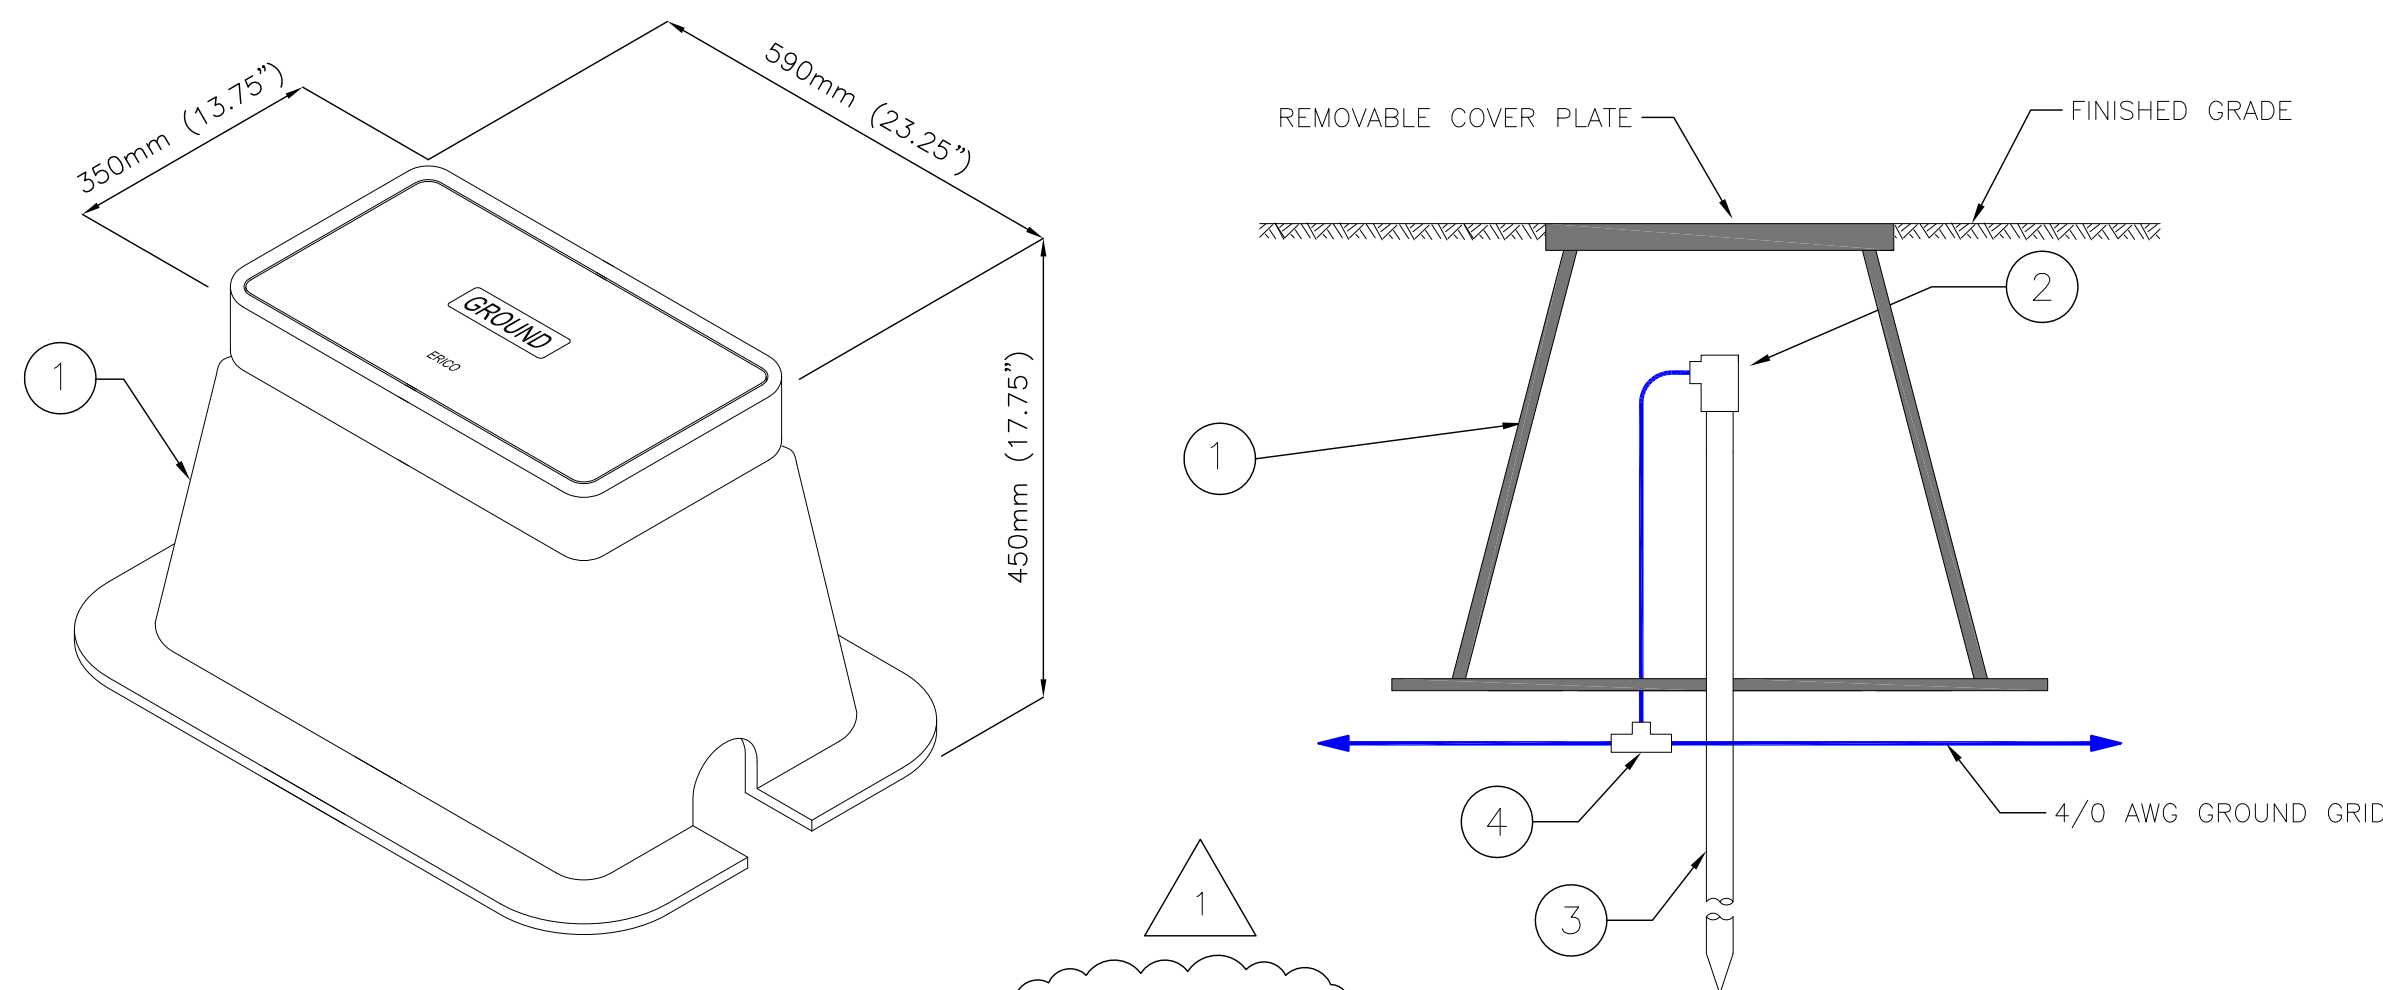 350mm (13.75”)
590mm (23.25”)
450mm (17.75”)
GROUND
ERICO
1
REMOVABLE COVER PLATE
FINISHED GRADE
2
1
4
3
4/0 AWG GROUND GRID
1